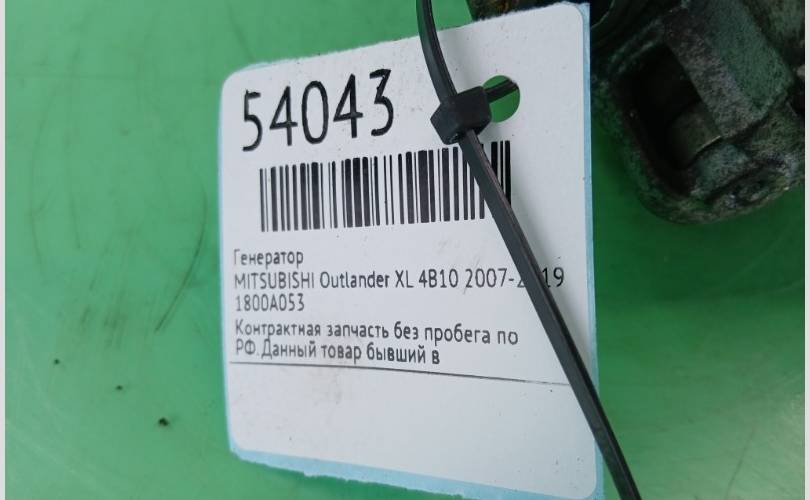 54043
Генератор
MITSUBISHI Outlander XL 4B10 2007-2019
1800A053
Контрактная запчасть без пробега по
РФ. Данный товар бывший в